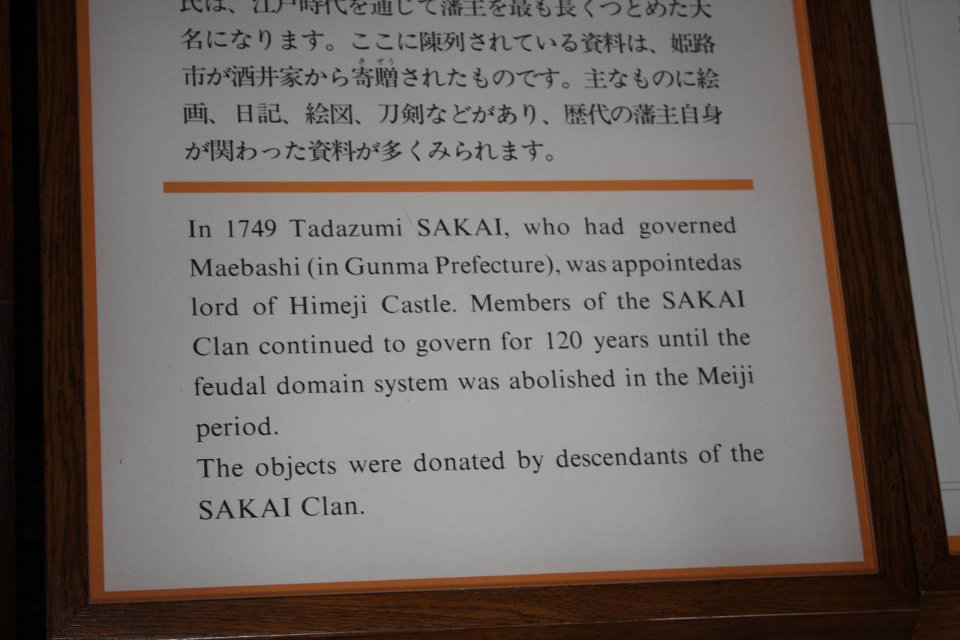 氏は、江戸時代を通じて藩主を最も長くつとめた大
名になります。ここに陳列されている資料は、姫路
市が酒井家から寄贈されたものです。主なものに絵
画、日記、絵図、刀剣などがあり、歴代の藩主自身
が関わった資料が多くみられます。
In 1749 Tadazumi SAKAI, who had governed
Maebashi (in Gunma Prefecture), was appointedas
lord of Himeji Castle. Members of the SAKAI
Clan continued to govern for 120 years until the
feudal domain system was abolished in the Meiji
period.
The objects were donated by descendants of the
SAKAI Clan.